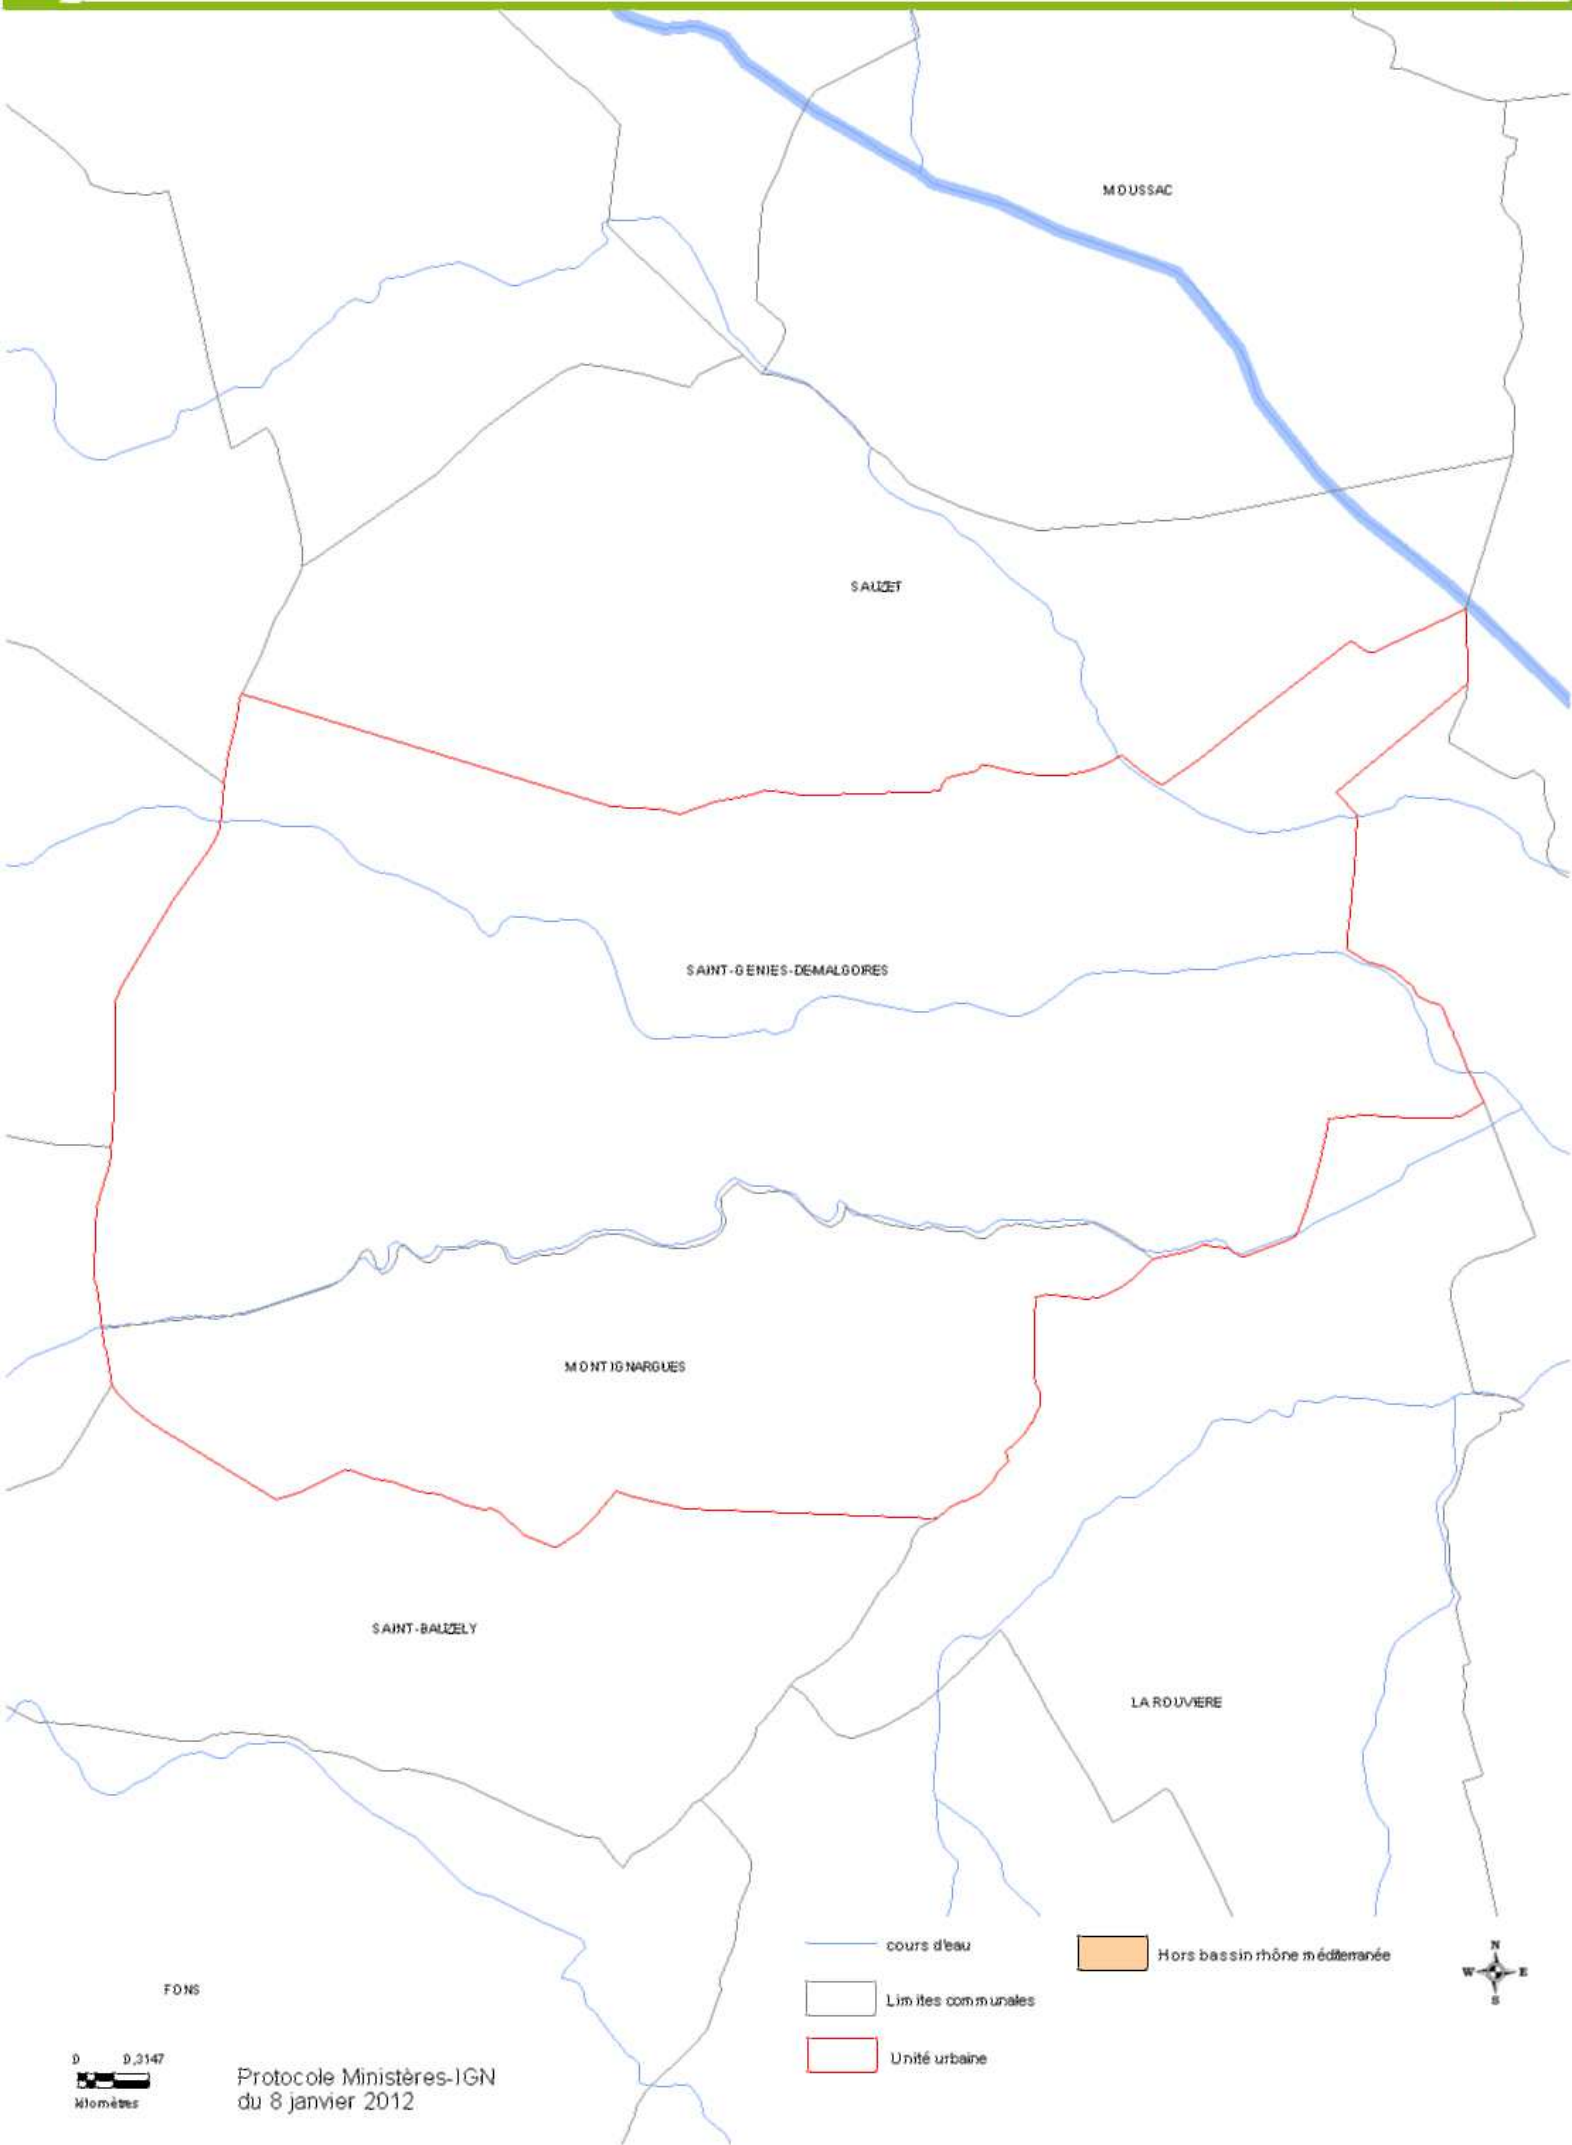 MOUSSAC
SAUZET
SAINT-GENIES-DE-MALGOIRES
MONTIGNARGUES
SAINT-BAUZELY
LA ROUVIERE
FONS
cours d'eau
Limites communales
Unité urbaine
Hors bassin rhône méditerranée
N
W E
S
0 0,3147
kilomètres
Protocole Ministères-IGN
du 8 janvier 2012